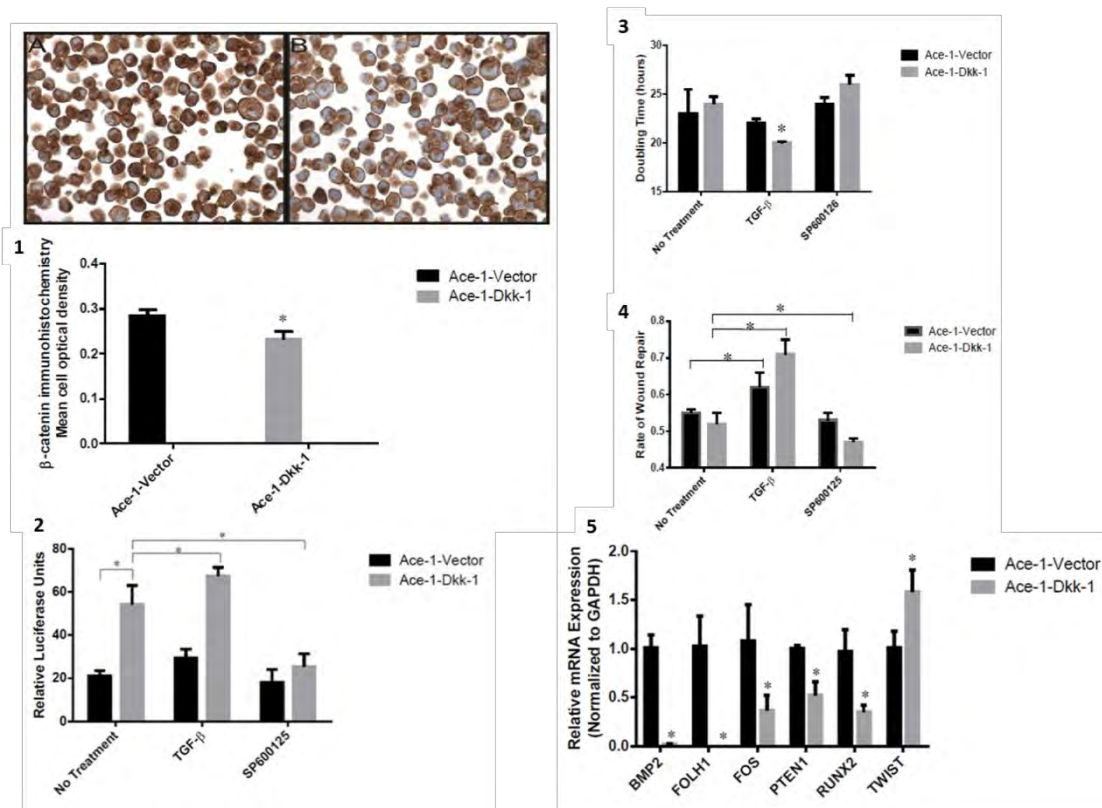 A
B
1
β-catenin immunohistochemistry
Mean cell optical density
0.4
0.3
0.2
0.1
0.0
*
Ace-1-Vector
Ace-1-Dkk-1
Ace-1-Vector
Ace-1-Dkk-1
2
Relative Luciferase Units
80
60
40
20
0
*
*
*
No Treatment
TGF-β
SP600125
Ace-1-Vector
Ace-1-Dkk-1
3
Doubling Time (hours)
30
25
20
15
*
No Treatment
TGF-β
SP600126
Ace-1-Vector
Ace-1-Dkk-1
4
Rate of Wound Repair
0.8
0.7
0.6
0.5
0.4
*
*
*
No Treatment
TGF-β
SP600125
Ace-1-Vector
Ace-1-Dkk-1
5
Relative mRNA Expression
(Normalized to GAPDH)
2.0
1.5
1.0
0.5
0.0
*
*
*
*
*
*
BMP2
FOLH1
FOS
PTEN1
RUNX2
TWIST
Ace-1-Vector
Ace-1-Dkk-1